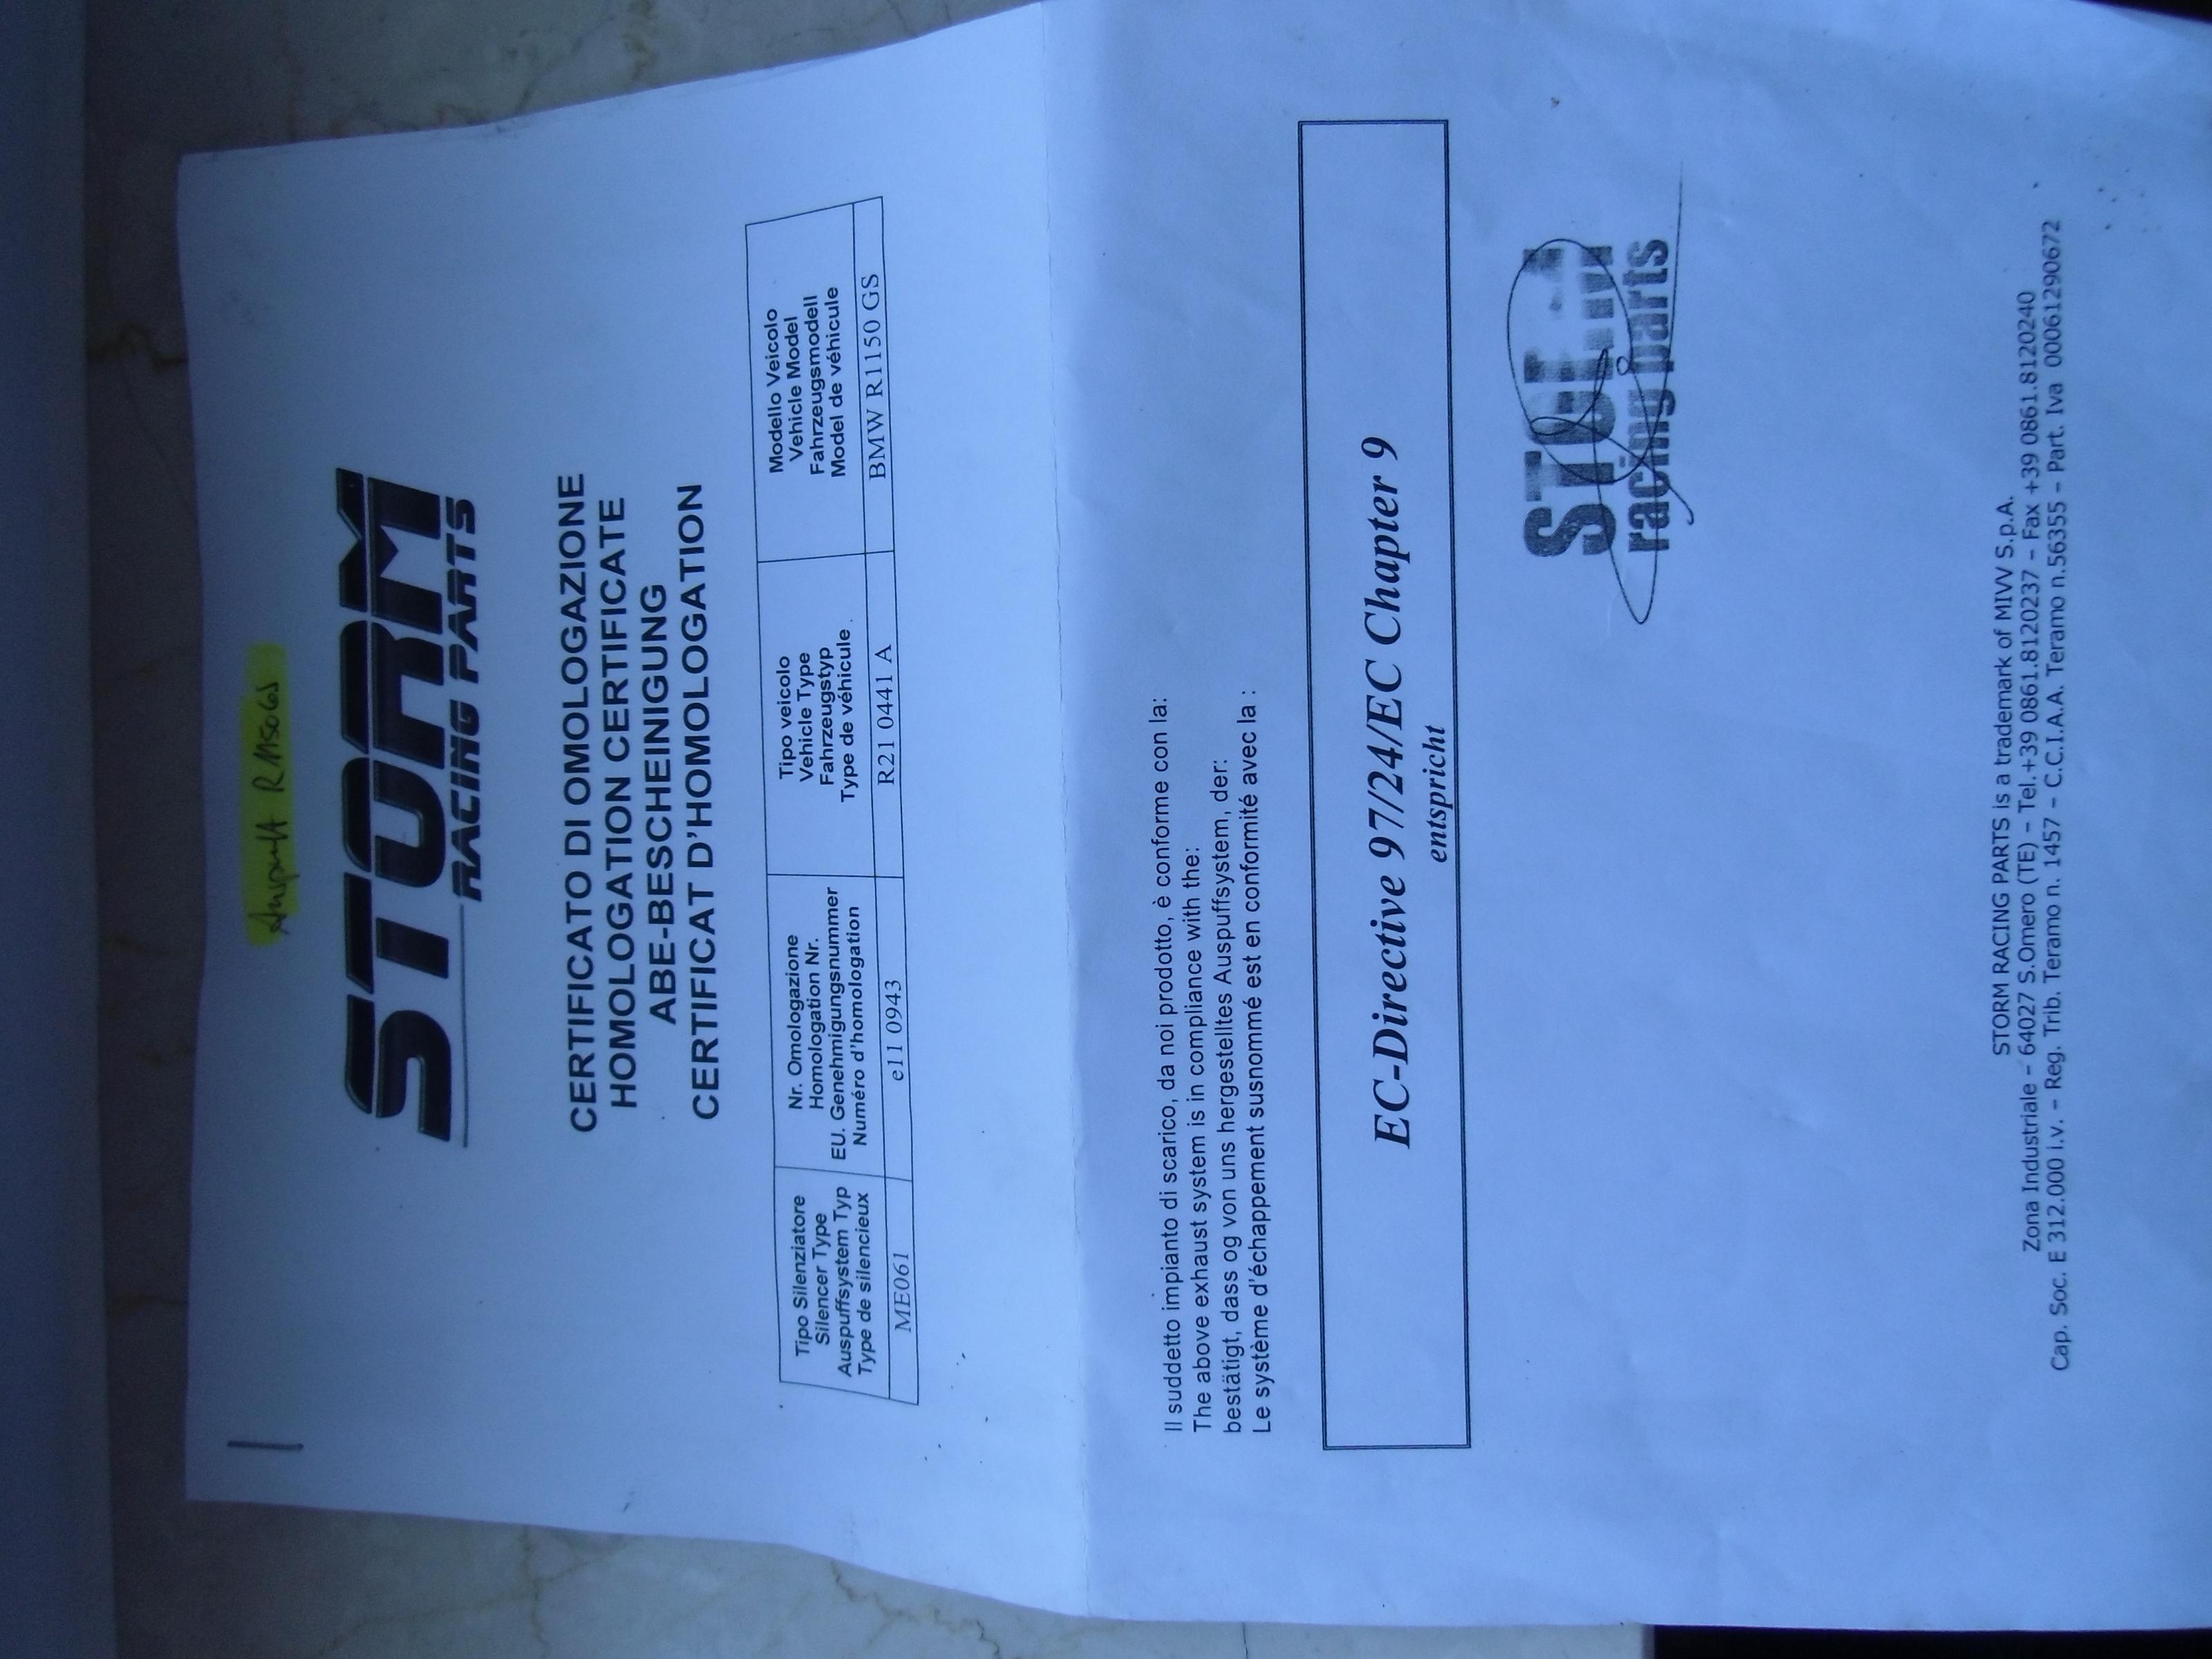 Auspuff R1150GS
STORM
RACING PARTS
CERTIFICATO DI OMOLOGAZIONE
HOMOLOGATION CERTIFICATE
ABE-BESCHEINIGUNG
CERTIFICAT D'HOMOLOGATION
Tipo Silenziatore
Silencer Type
Auspuffsystem Typ
Type de silencieux
Nr. Omologazione
Homologation Nr.
EU. Genehmigungsnummer
Numéro d'homologation
Tipo veicolo
Vehicle Type
Fahrzeugstyp
Type de véhicule
Modello Veicolo
Vehicle Model
Fahrzeugsmodell
Model de véhicule
ME061
e11 0943
R21 0441 A
BMW R1150 GS
Il suddetto impianto di scarico, da noi prodotto, è conforme con la:
The above exhaust system is in compliance with the:
bestätigt, dass og von uns hergestelltes Auspuffsystem, der:
Le système d'échappement susnommé est en conformité avec la :
EC-Directive 97/24/EC Chapter 9
entspricht
STORM
racing parts
STORM RACING PARTS is a trademark of MIVV S.p.A.
Zona Industriale – 64027 S.Omero (TE) – Tel.+39 0861.8120237 – Fax +39 0861.8120240
Cap. Soc. E 312.000 i.v. – Reg. Trib. Teramo n. 1457 – C.C.I.A.A. Teramo n.56355 – Part. Iva 00061290672